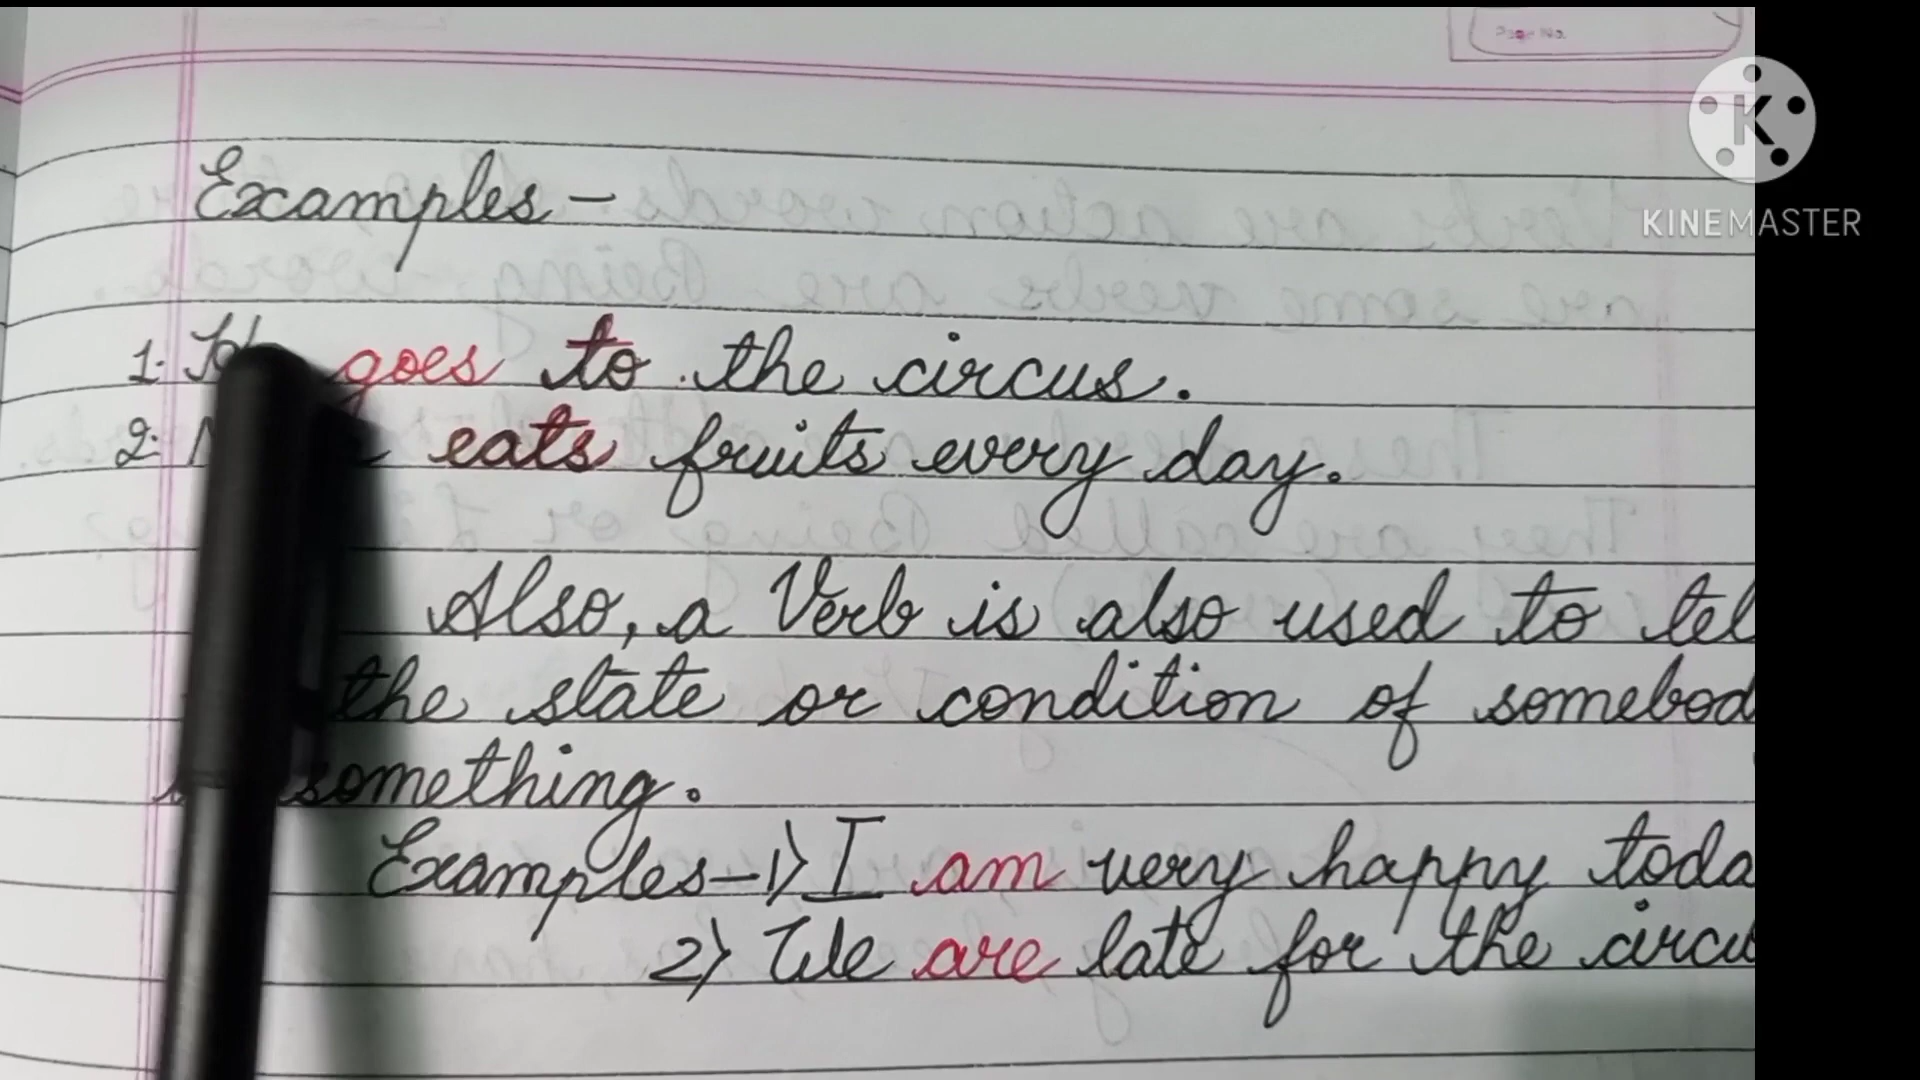 Page No.
Examples -
1. goes to the circus.
2. eats fruits every day.
Also, a Verb is also used to tel
the state or condition of somebod
something.
Examples - 1) I am very happy toda
2) We are late for the circu
KINEMASTER